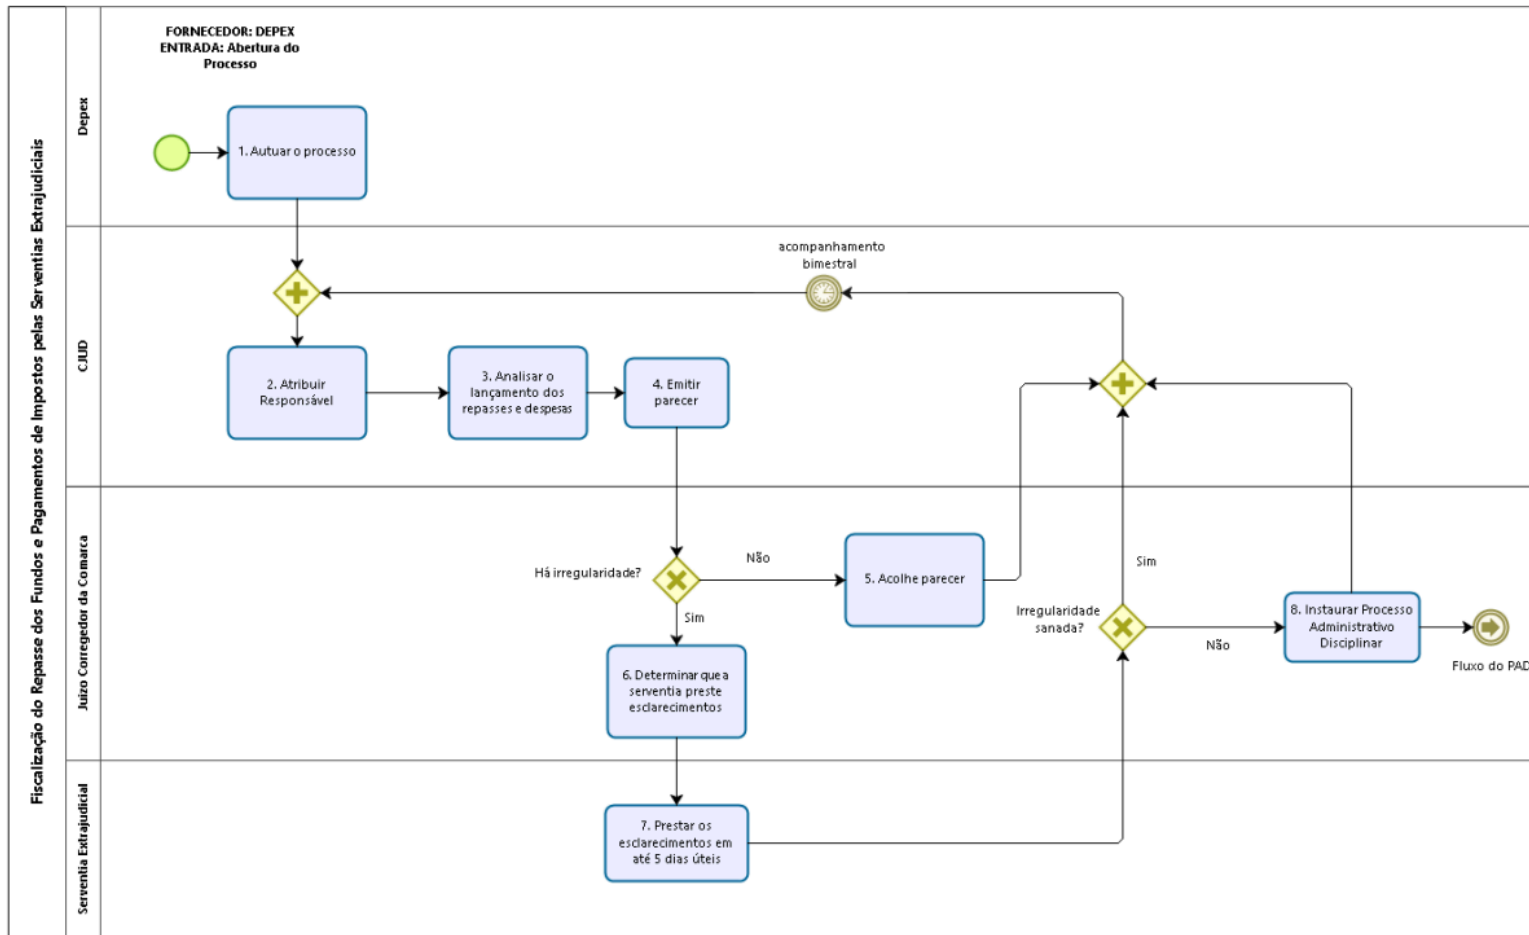 Fiscalização do Repasse dos Fundos e Pagamentos de Impostos pelas Serventias Extrajudiciais
Depex
FORNECEDOR: DEPEX
ENTRADA: Abertura do
Processo
1. Autuar o processo
CJUD
acompanhamento
bimestral
2. Atribuir
Responsável
3. Analisar o
lançamento dos
repasses e despesas
4. Emitir
parecer
Juizo Corregedor da Comarca
Há irregularidade?
Não
Sim
5. Acolhe parecer
6. Determinar que a
serventia preste
esclarecimentos
Irregularidade
sanada?
Sim
Não
8. Instaurar Processo
Administrativo
Disciplinar
Fluxo do PAD
Serventia Extrajudicial
7. Prestar os
esclarecimentos em
até 5 dias úteis